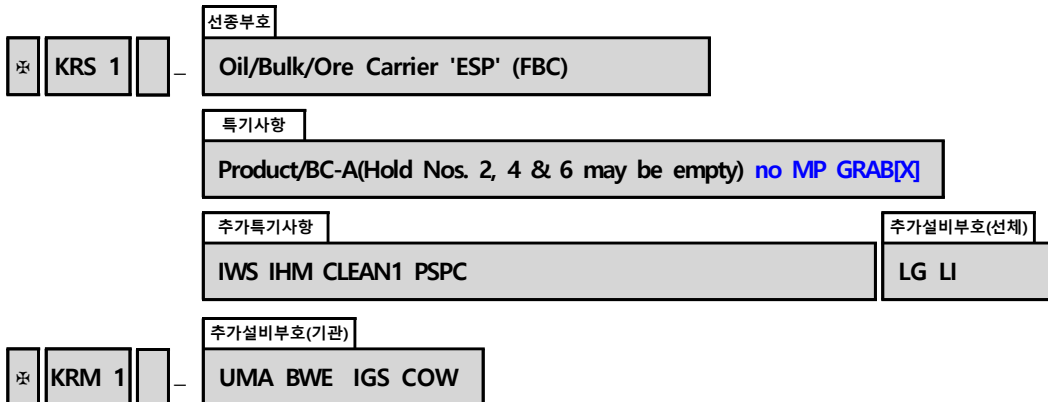 선종부호
✠ KRS 1 – Oil/Bulk/Ore Carrier 'ESP' (FBC)
특기사항
Product/BC-A(Hold Nos. 2, 4 & 6 may be empty) no MP GRAB[X]
추가특기사항 추가설비부호(선체)
IWS IHM CLEAN1 PSPC LG LI
추가설비부호(기관)
✠ KRM 1 – UMA BWE IGS COW